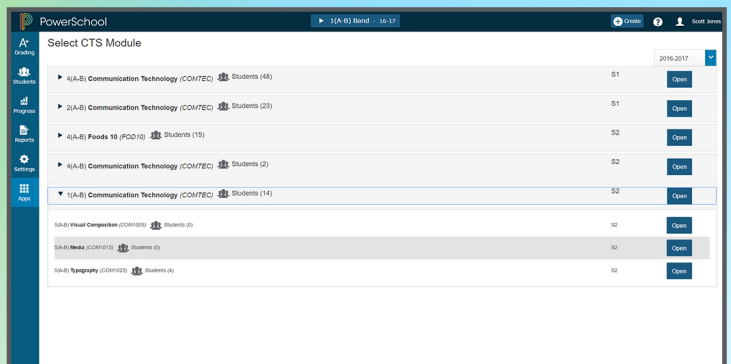 PowerSchool
1(A-B) Band - 16-17
Create
?
Scott Jones
A+
Grading
Students
Progress
Reports
Settings
Apps
Select CTS Module
2016-2017
4(A-B) Communication Technology (COMTEC) Students (48) S1 Open
2(A-B) Communication Technology (COMTEC) Students (23) S1 Open
4(A-B) Foods 10 (FOD10) Students (15) S2 Open
4(A-B) Communication Technology (COMTEC) Students (2) S2 Open
1(A-B) Communication Technology (COMTEC) Students (14) S2 Open
5(A-B) Visual Composition (COM1005) Students (0) S2 Open
5(A-B) Media (COM1015) Students (0) S2 Open
5(A-B) Typography (COM1025) Students (4) S2 Open